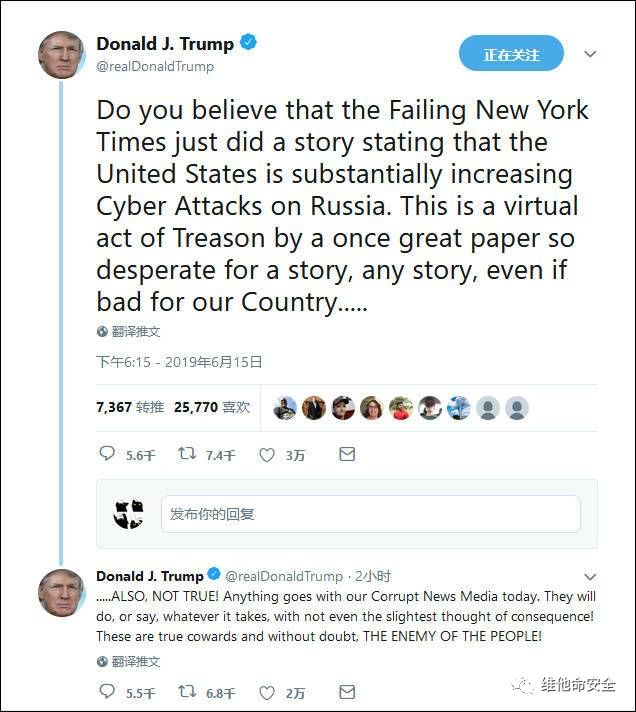 Donald J. Trump
正在关注
@realDonaldTrump
Do you believe that the Failing New York
Times just did a story stating that the
United States is substantially increasing
Cyber Attacks on Russia. This is a virtual
act of Treason by a once great paper so
desperate for a story, any story, even if
bad for our Country.....
翻译推文
下午6:15 - 2019年6月15日
7,367 转推 25,770 喜欢
5.6千 7.4千 3万
发布你的回复
Donald J. Trump @realDonaldTrump · 2小时
.....ALSO, NOT TRUE! Anything goes with our Corrupt News Media today. They will
do, or say, whatever it takes, with not even the slightest thought of consequence!
These are true cowards and without doubt, THE ENEMY OF THE PEOPLE!
翻译推文
5.5千 6.8千 2万
维他命安全